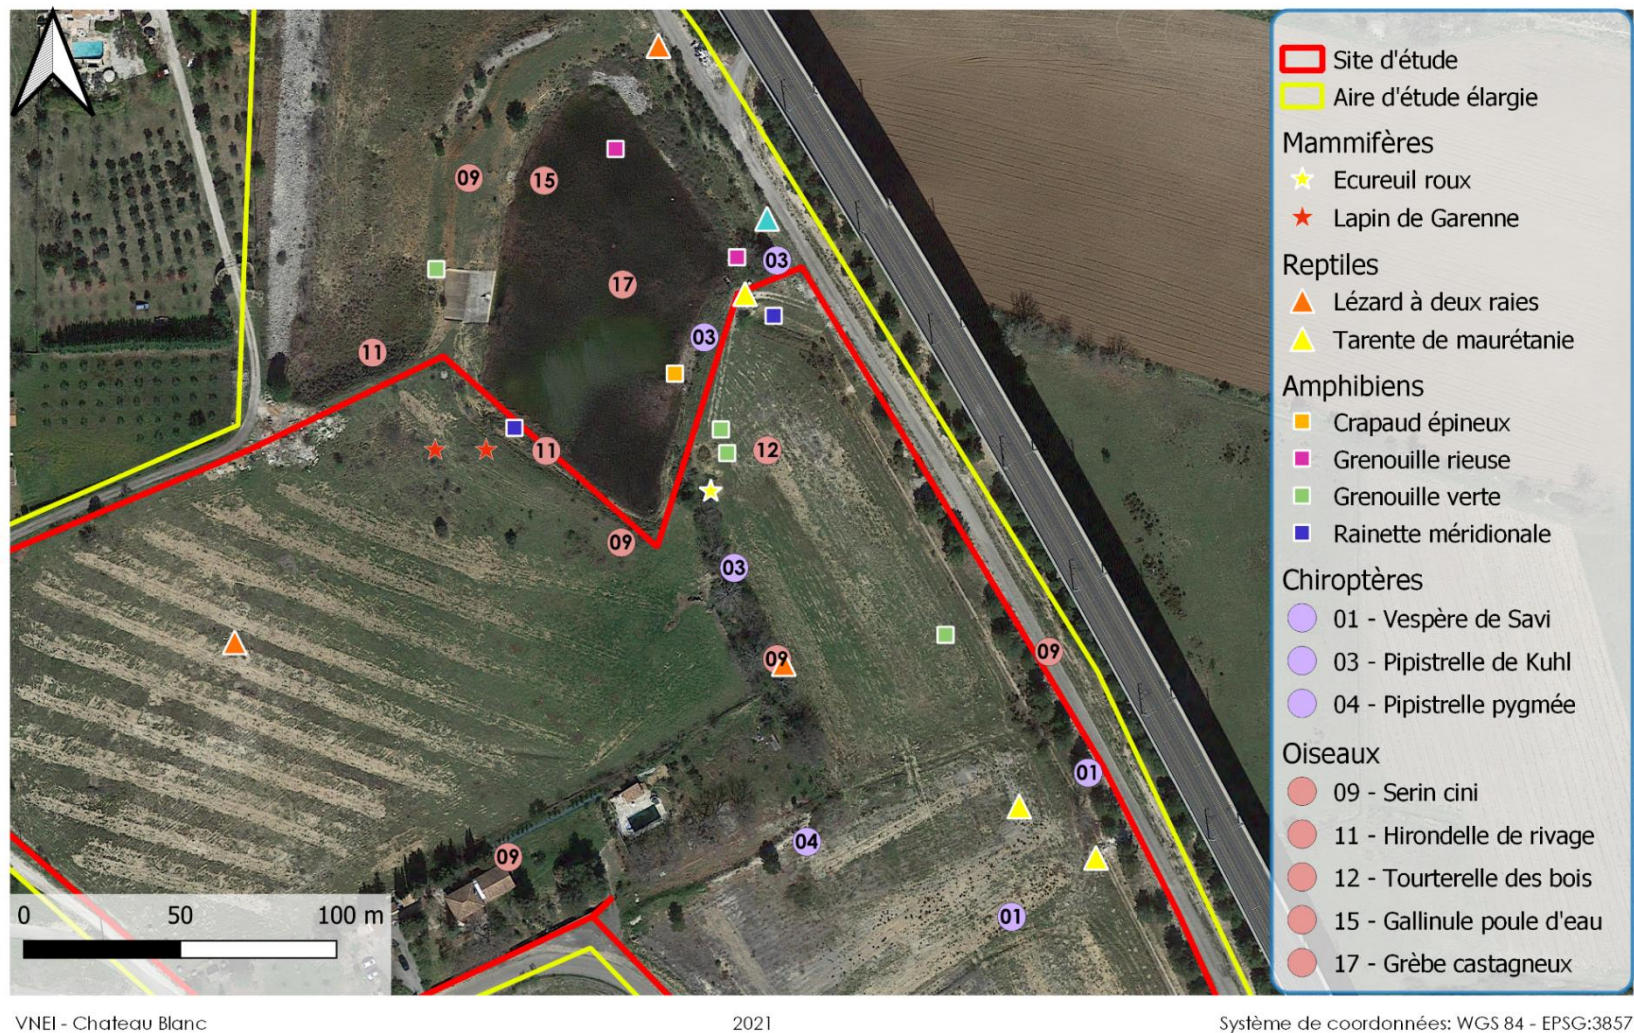 Site d'étude
Aire d'étude élargie
Mammifères
Ecureuil roux
Lapin de Garenne
Reptiles
Lézard à deux raies
Tarente de maurétanie
Amphibiens
Crapaud épineux
Grenouille rieuse
Grenouille verte
Rainette méridionale
Chiroptères
01 - Vespère de Savi
03 - Pipistrelle de Kuhl
04 - Pipistrelle pygmée
Oiseaux
09 - Serin cini
11 - Hirondelle de rivage
12 - Tourterelle des bois
15 - Gallinule poule d'eau
17 - Grèbe castagneux
09
15
03
17
03
11
11
12
09
03
09
09
01
04
09
01
0 50 100 m
VNEI - Chateau Blanc
2021
Système de coordonnées: WGS 84 - EPSG:3857